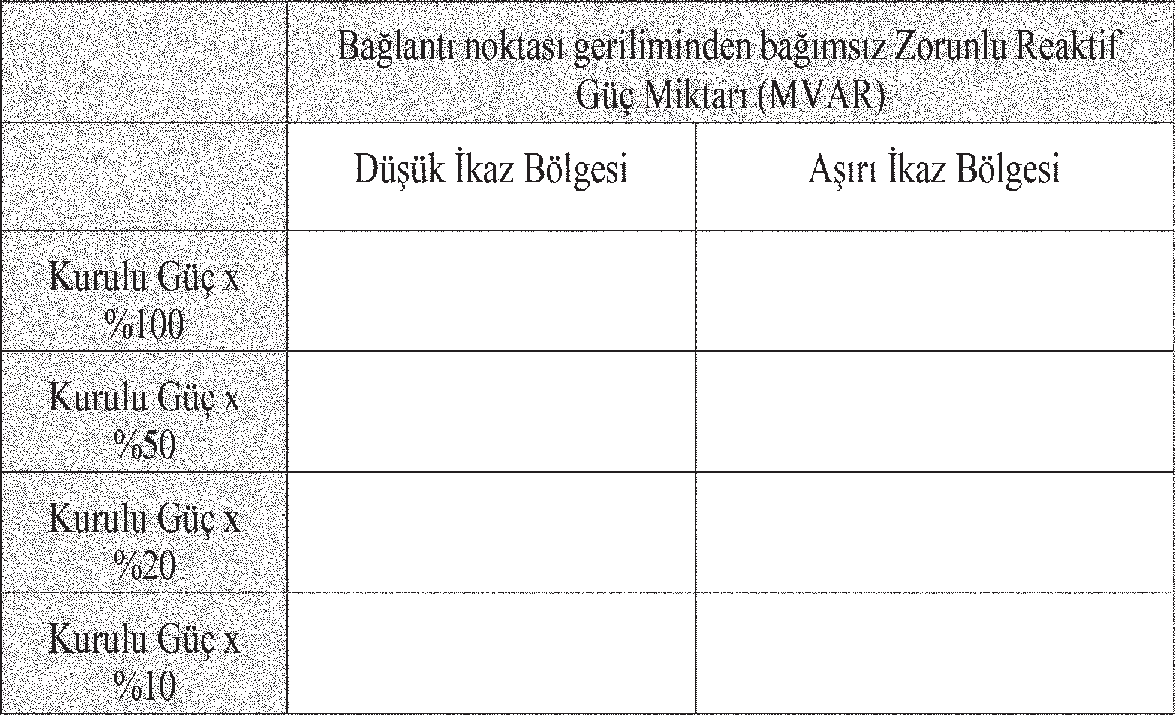 Bağlantı noktası geriliminden bağımsız Zorunlu Reaktif
Güç Miktarı (MVAR)
Düşük İkaz Bölgesi
Aşırı İkaz Bölgesi
Kurulu Güç x
%100
Kurulu Güç x
%50
Kurulu Güç x
%20
Kurulu Güç x
%10